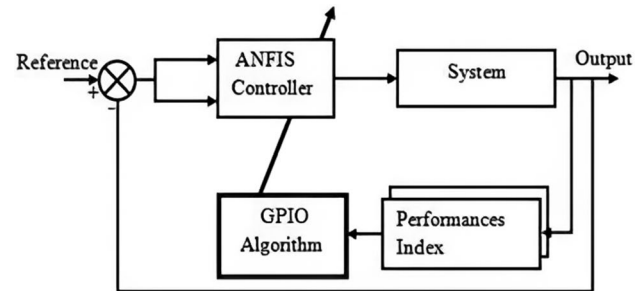 Reference
+
-
ANFIS
Controller
System
Output
GPIO
Algorithm
Performances
Index